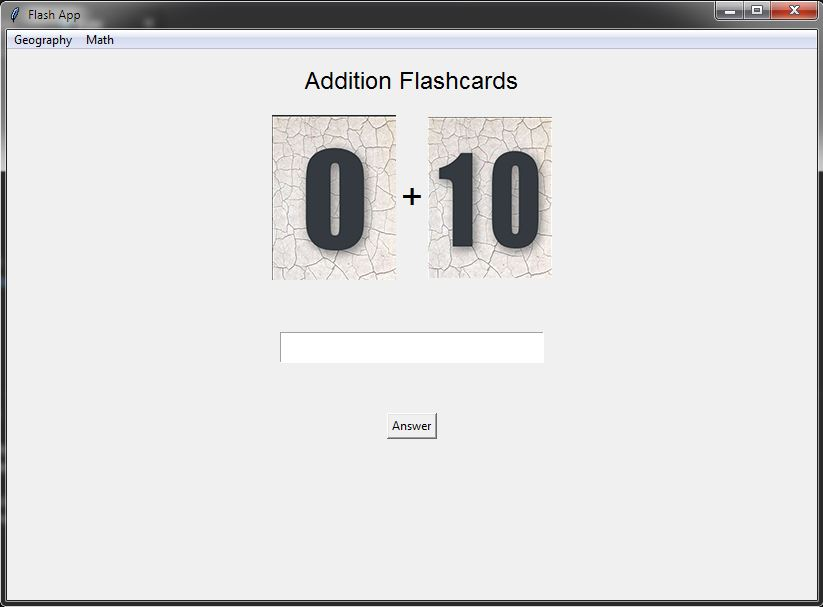 Flash App
Geography Math
Addition Flashcards
0 + 10
Answer